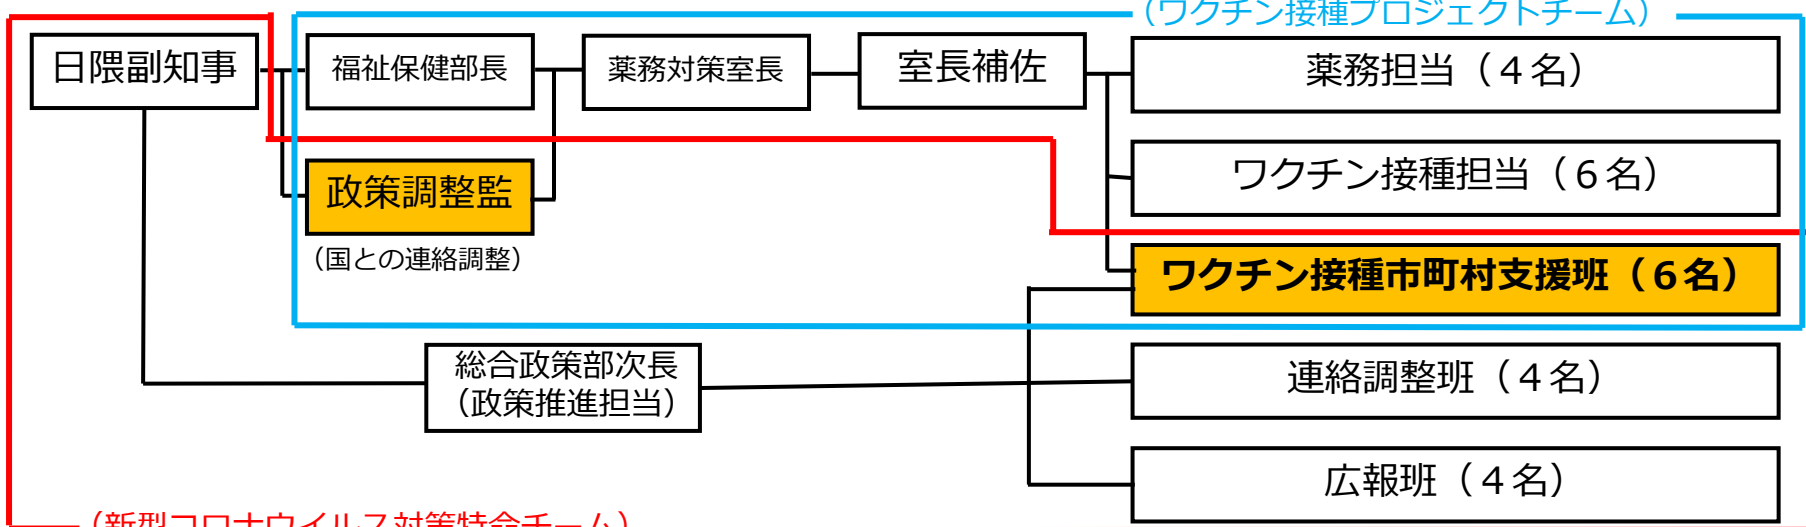 （ワクチン接種プロジェクトチーム）
日隈副知事
福祉保健部長
薬務対策室長
室長補佐
薬務担当（４名）
ワクチン接種担当（６名）
政策調整監
（国との連絡調整）
ワクチン接種市町村支援班（６名）
総合政策部次長
（政策推進担当）
連絡調整班（４名）
広報班（４名）
（新型コロナウイルス対策特命チーム）